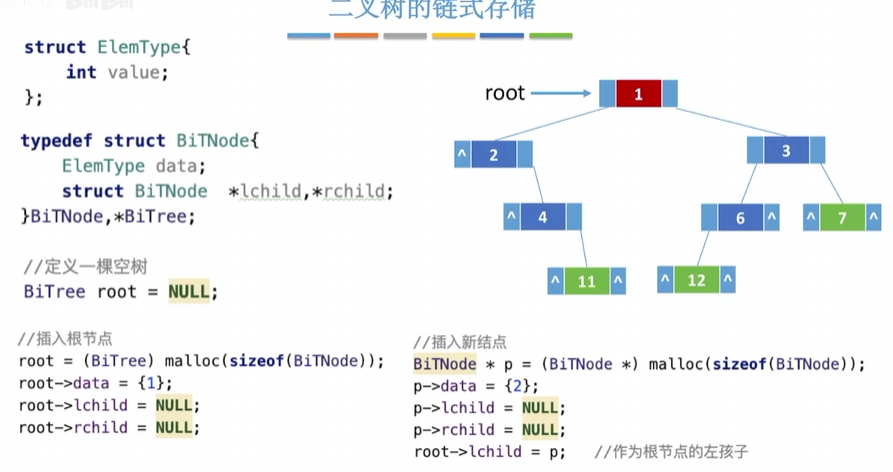 二叉树的链式存储
struct ElemType{
int value;
};
typedef struct BiTNode{
ElemType data;
struct BiTNode *lchild,*rchild;
}BiTNode,*BiTree;
//定义一棵空树
BiTree root = NULL;
//插入根节点
root = (BiTree) malloc(sizeof(BiTNode));
root->data = {1};
root->lchild = NULL;
root->rchild = NULL;
root
1
^ 2
3
^ 4
6 ^
^ 7 ^
^ 11 ^
^ 12 ^
//插入新结点
BiTNode * p = (BiTNode *) malloc(sizeof(BiTNode));
p->data = {2};
p->lchild = NULL;
p->rchild = NULL;
root->lchild = p; //作为根节点的左孩子